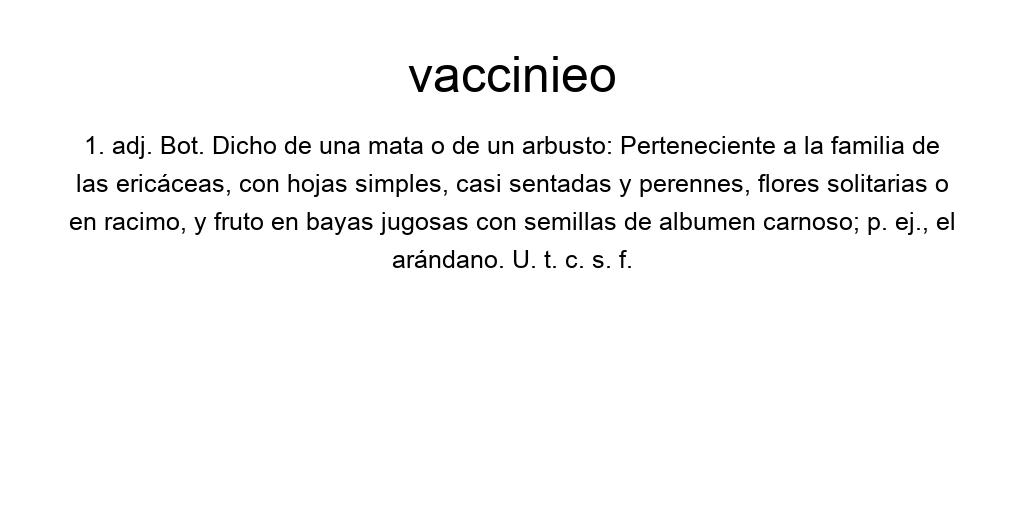 vaccinieo
1. adj. Bot. Dicho de una mata o de un arbusto: Perteneciente a la familia de
las ericáceas, con hojas simples, casi sentadas y perennes, flores solitarias o
en racimo, y fruto en bayas jugosas con semillas de albumen carnoso; p. ej., el
arándano. U. t. c. s. f.